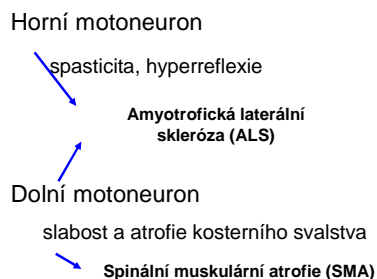 Horní motoneuron
spasticita, hyperreflexie
Amyotrofická laterální
skleróza (ALS)
Dolní motoneuron
slabost a atrofie kosterního svalstva
Spinální muskulární atrofie (SMA)